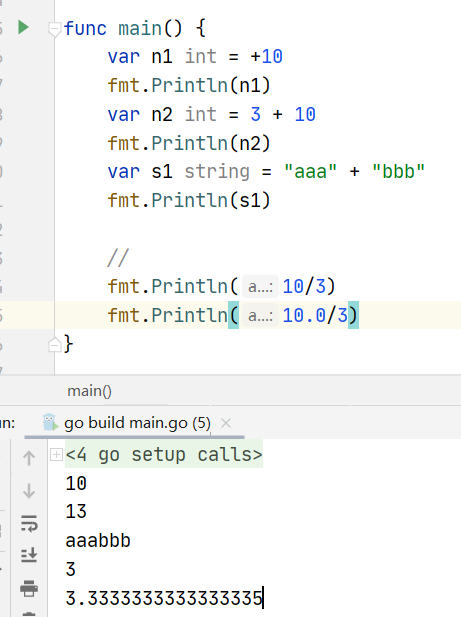 func main() {
var n1 int = +10
fmt.Println(n1)
var n2 int = 3 + 10
fmt.Println(n2)
var s1 string = "aaa" + "bbb"
fmt.Println(s1)
//
fmt.Println( a...: 10/3)
fmt.Println( a...: 10.0/3)
}
main()
un: go build main.go (5) ×
<4 go setup calls>
10
13
aaabbb
3
3.3333333333333335